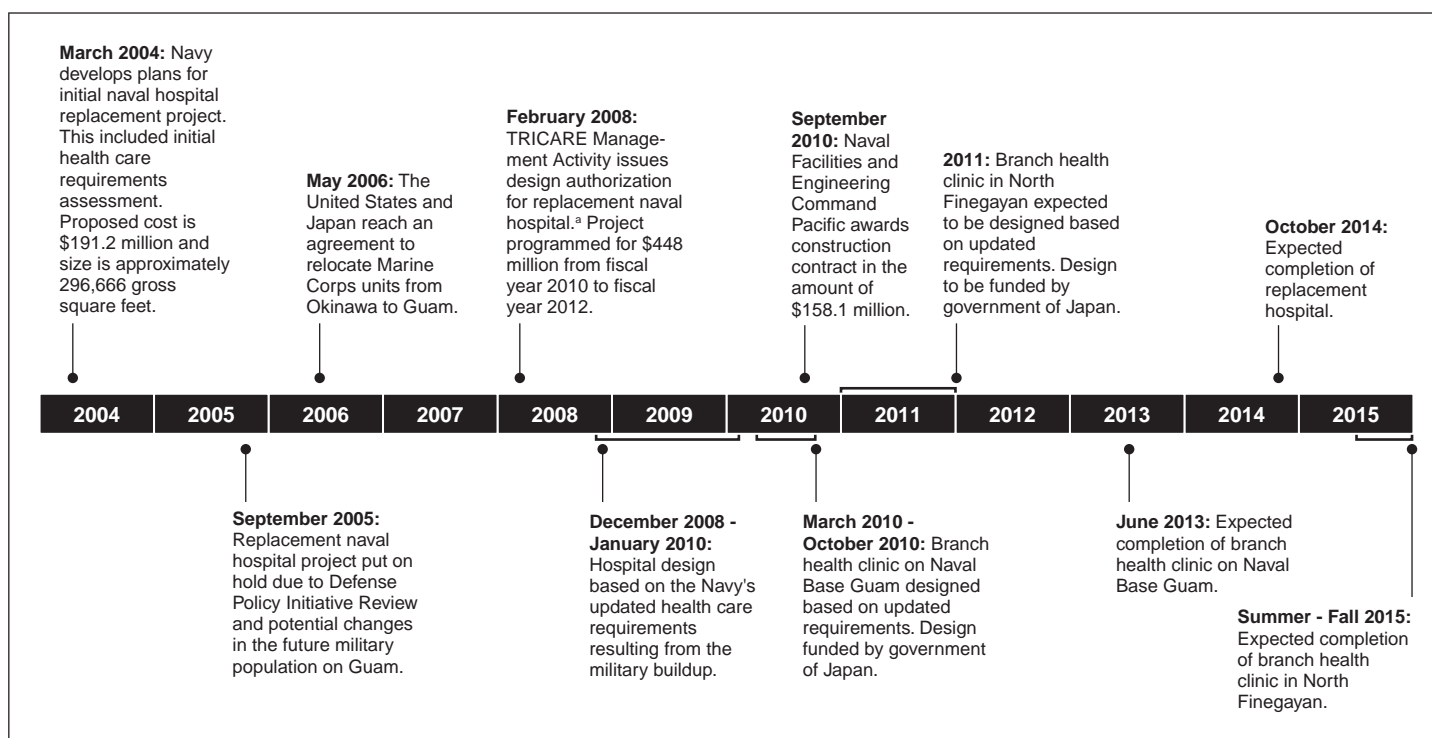 March 2004: Navy
develops plans for
initial naval hospital
replacement project.
This included initial
health care
requirements
assessment.
Proposed cost is
$191.2 million and
size is approximately
296,666 gross
square feet.
May 2006: The
United States and
Japan reach an
agreement to
relocate Marine
Corps units from
Okinawa to Guam.
February 2008:
TRICARE Manage-
ment Activity issues
design authorization
for replacement naval
hospital.ª Project
programmed for $448
million from fiscal
year 2010 to fiscal
year 2012.
September
2010: Naval
Facilities and
Engineering
Command
Pacific awards
construction
contract in the
amount of
$158.1 million.
2011: Branch health
clinic in North
Finegayan expected
to be designed based
on updated
requirements. Design
to be funded by
government of Japan.
October 2014:
Expected
completion of
replacement
hospital.
2004 2005 2006 2007 2008 2009 2010 2011 2012 2013 2014 2015
September 2005:
Replacement naval
hospital project put on
hold due to Defense
Policy Initiative Review
and potential changes
in the future military
population on Guam.
December 2008 -
January 2010:
Hospital design
based on the Navy's
updated health care
requirements
resulting from the
military buildup.
March 2010 -
October 2010: Branch
health clinic on Naval
Base Guam designed
based on updated
requirements. Design
funded by government
of Japan.
June 2013: Expected
completion of branch
health clinic on Naval
Base Guam.
Summer - Fall 2015:
Expected completion
of branch health
clinic in North
Finegayan.